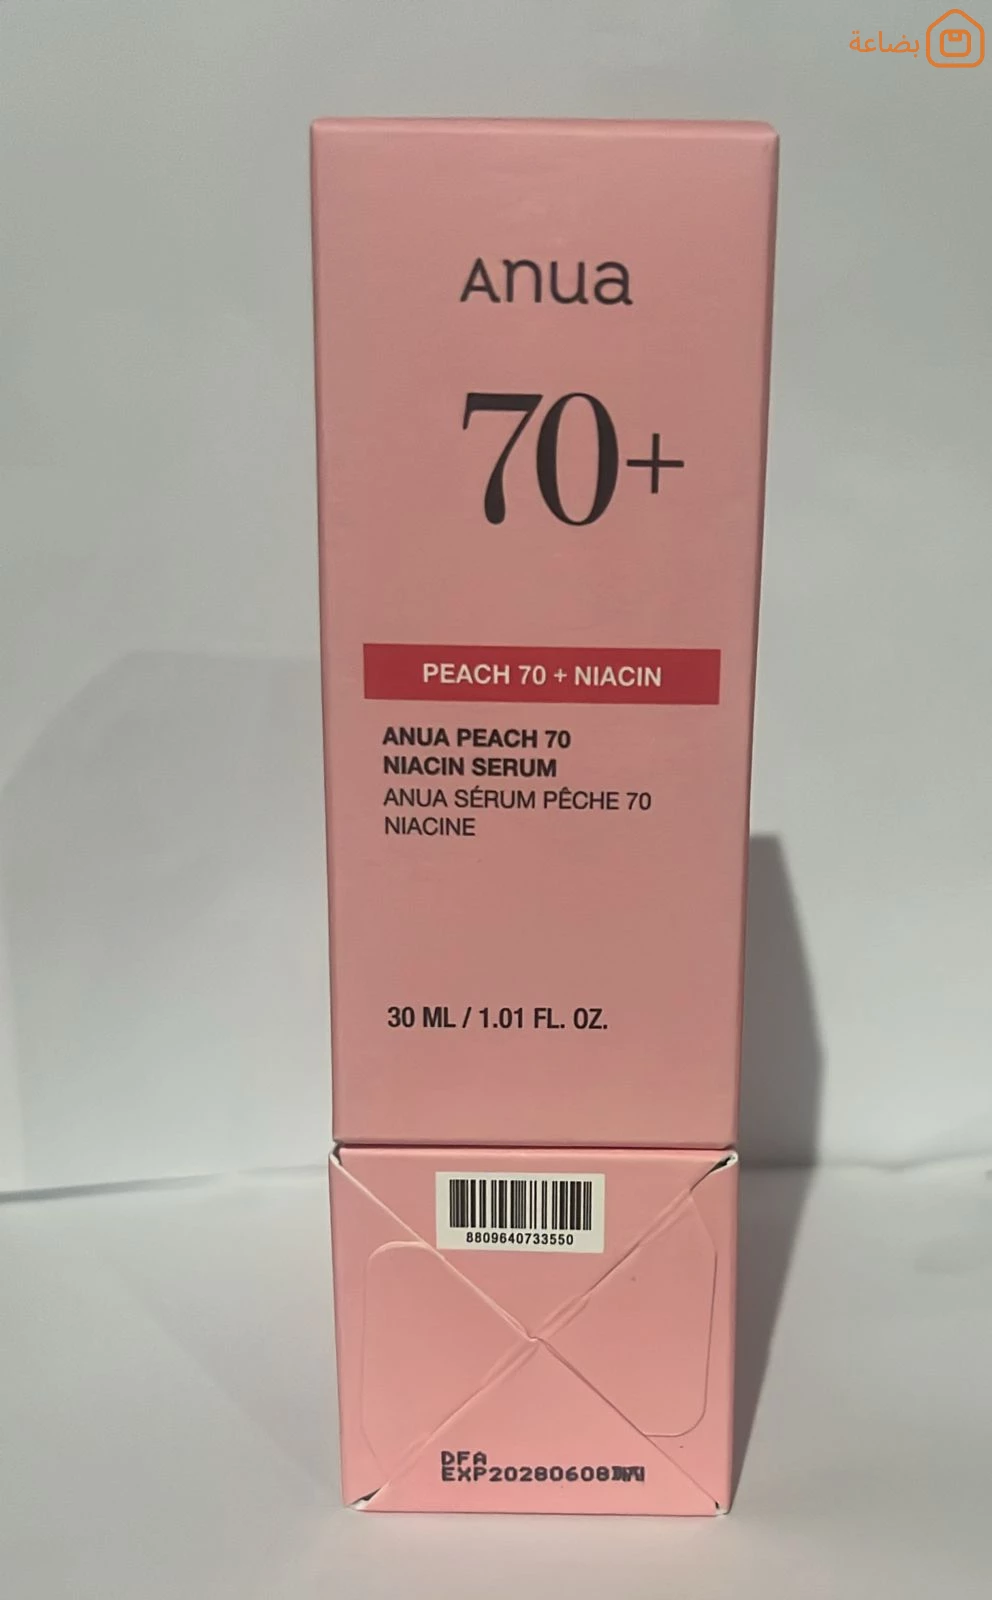 بضاعة
Anua
70+
PEACH 70 + NIACIN
ANUA PEACH 70
NIACIN SERUM
ANUA SÉRUM PÊCHE 70
NIACINE
30 ML / 1.01 FL. OZ.
8809640733550
DFA
EXP20280608